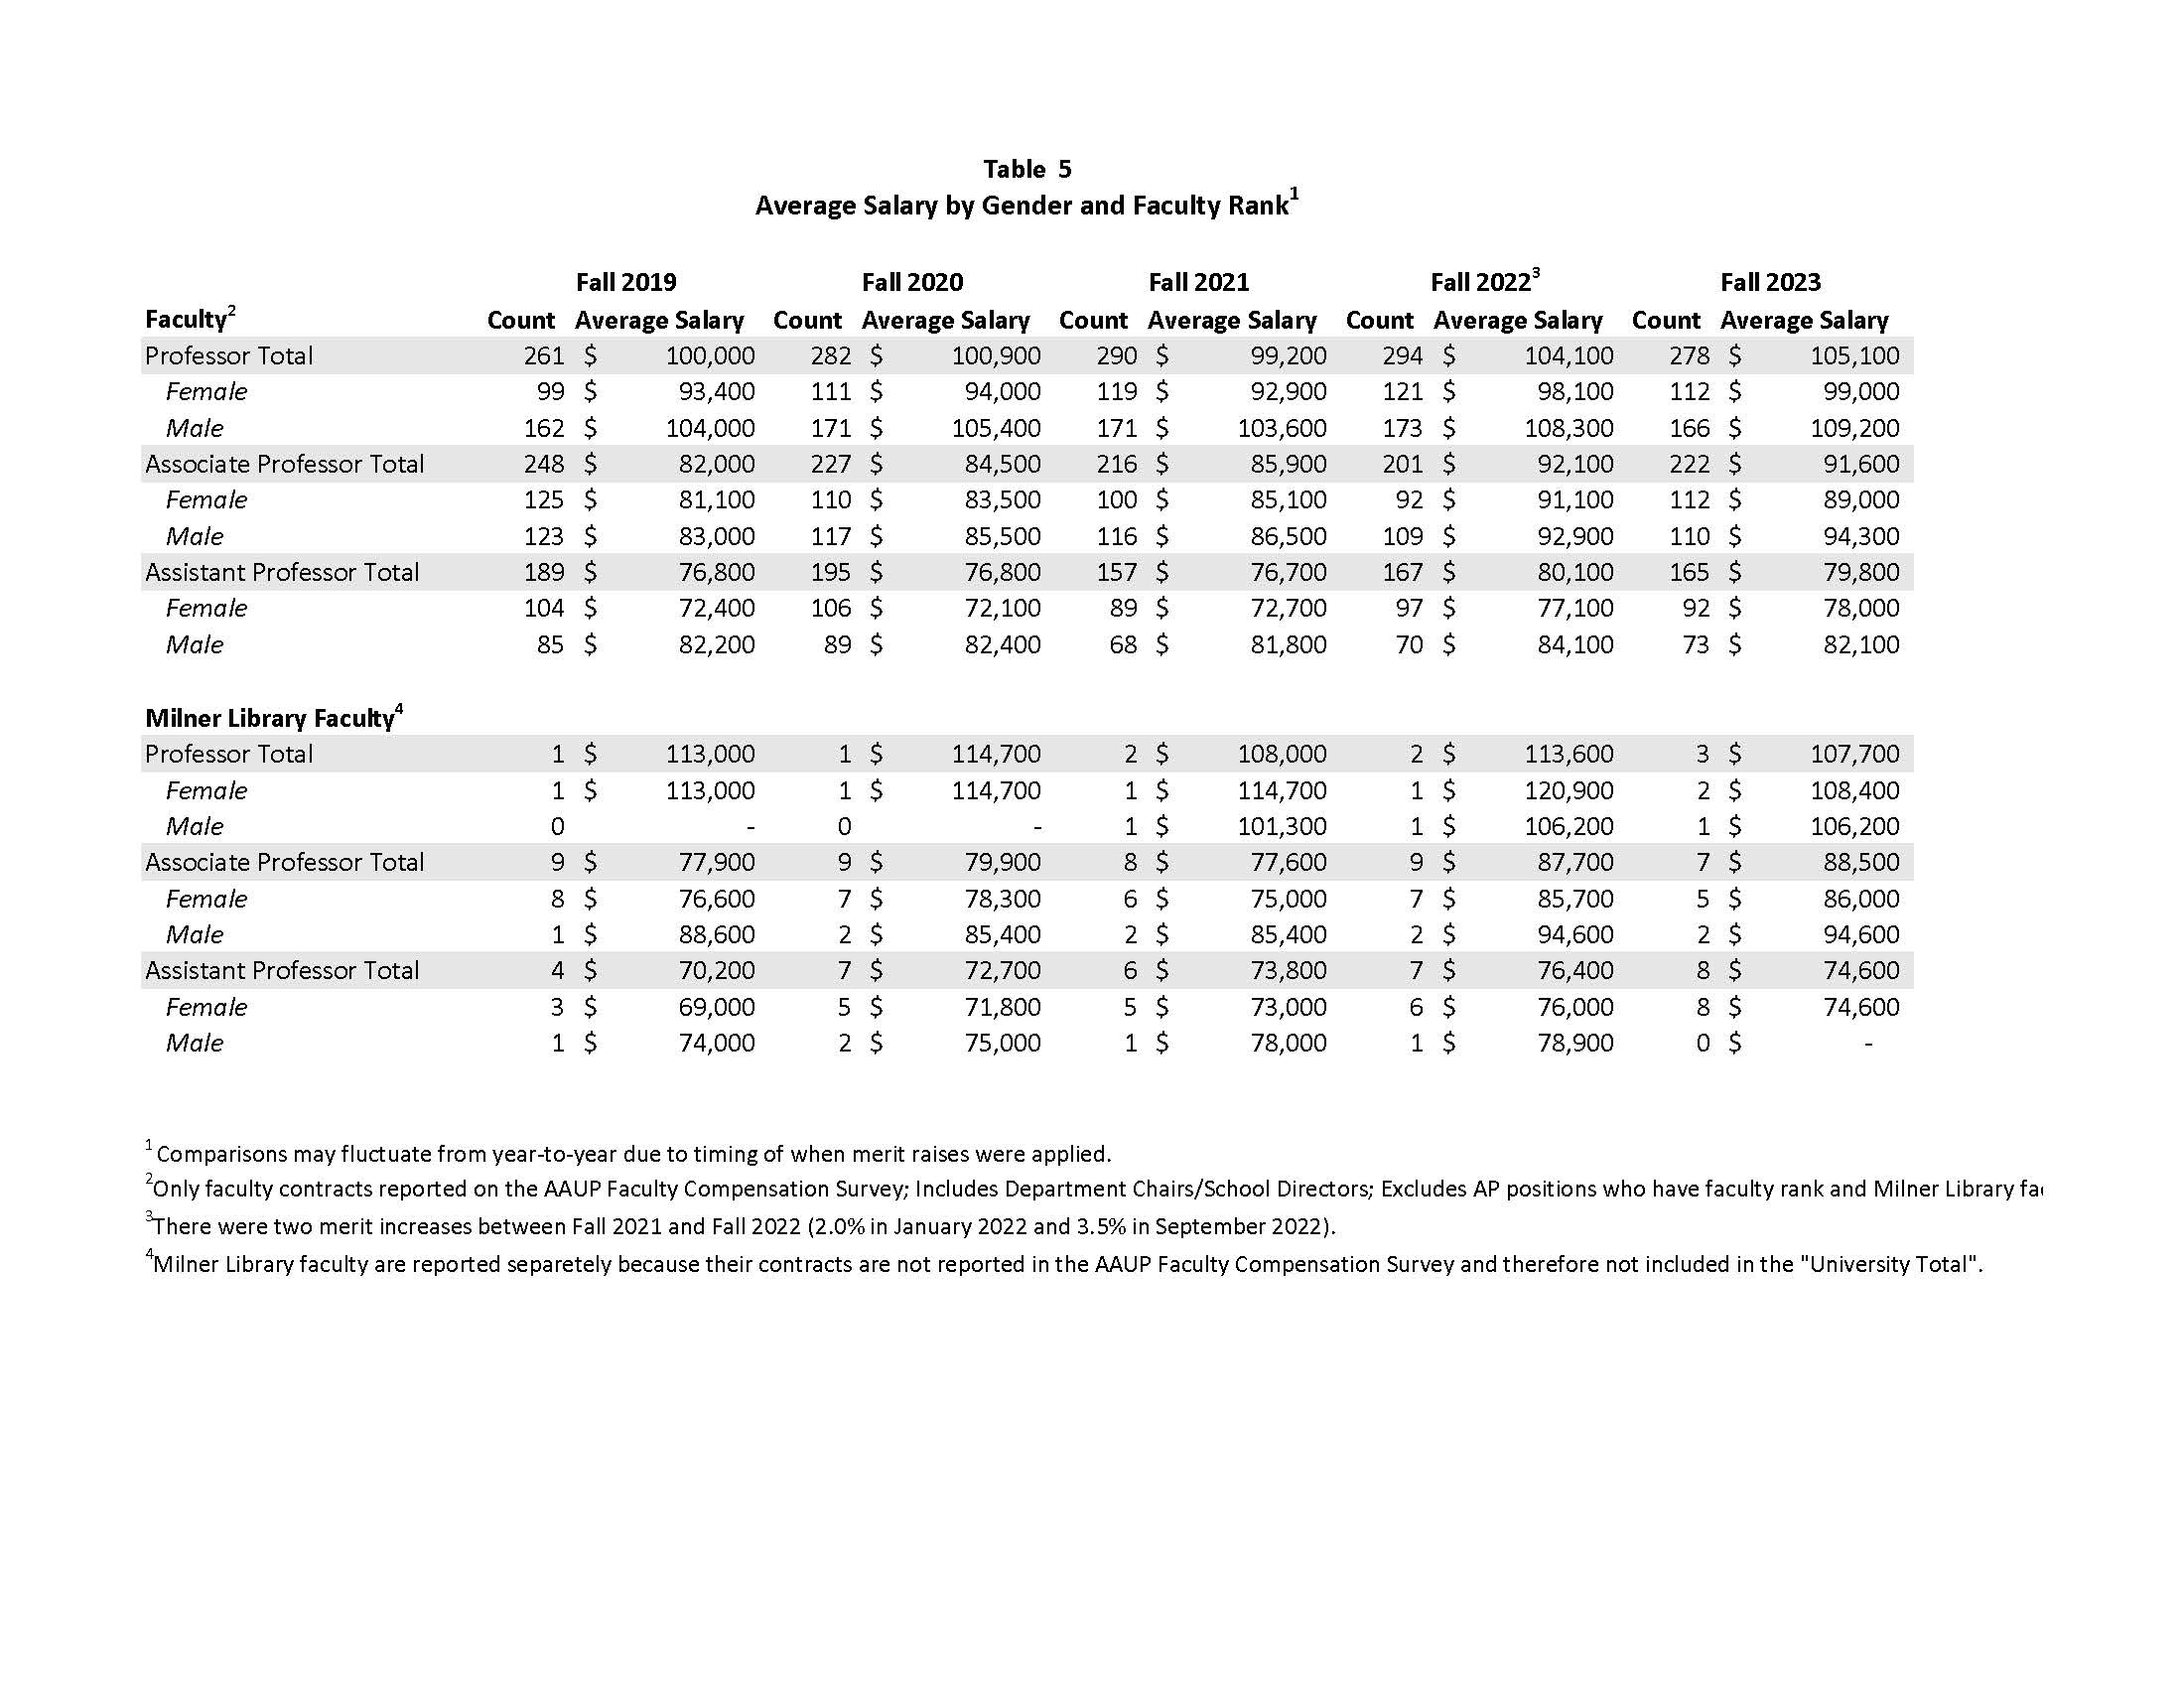 Table 5
Average Salary by Gender and Faculty Rank1
Fall 2019 Fall 2020 Fall 2021 Fall 20223 Fall 2023
Faculty2 Count Average Salary Count Average Salary Count Average Salary Count Average Salary Count Average Salary
Professor Total 261 $ 100,000 282 $ 100,900 290 $ 99,200 294 $ 104,100 278 $ 105,100
Female 99 $ 93,400 111 $ 94,000 119 $ 92,900 121 $ 98,100 112 $ 99,000
Male 162 $ 104,000 171 $ 105,400 171 $ 103,600 173 $ 108,300 166 $ 109,200
Associate Professor Total 248 $ 82,000 227 $ 84,500 216 $ 85,900 201 $ 92,100 222 $ 91,600
Female 125 $ 81,100 110 $ 83,500 100 $ 85,100 92 $ 91,100 112 $ 89,000
Male 123 $ 83,000 117 $ 85,500 116 $ 86,500 109 $ 92,900 110 $ 94,300
Assistant Professor Total 189 $ 76,800 195 $ 76,800 157 $ 76,700 167 $ 80,100 165 $ 79,800
Female 104 $ 72,400 106 $ 72,100 89 $ 72,700 97 $ 77,100 92 $ 78,000
Male 85 $ 82,200 89 $ 82,400 68 $ 81,800 70 $ 84,100 73 $ 82,100
Milner Library Faculty4
Professor Total 1 $ 113,000 1 $ 114,700 2 $ 108,000 2 $ 113,600 3 $ 107,700
Female 1 $ 113,000 1 $ 114,700 1 $ 114,700 1 $ 120,900 2 $ 108,400
Male 0 - 0 - 1 $ 101,300 1 $ 106,200 1 $ 106,200
Associate Professor Total 9 $ 77,900 9 $ 79,900 8 $ 77,600 9 $ 87,700 7 $ 88,500
Female 8 $ 76,600 7 $ 78,300 6 $ 75,000 7 $ 85,700 5 $ 86,000
Male 1 $ 88,600 2 $ 85,400 2 $ 85,400 2 $ 94,600 2 $ 94,600
Assistant Professor Total 4 $ 70,200 7 $ 72,700 6 $ 73,800 7 $ 76,400 8 $ 74,600
Female 3 $ 69,000 5 $ 71,800 5 $ 73,000 6 $ 76,000 8 $ 74,600
Male 1 $ 74,000 2 $ 75,000 1 $ 78,000 1 $ 78,900 0 $ -
1 Comparisons may fluctuate from year-to-year due to timing of when merit raises were applied.
2Only faculty contracts reported on the AAUP Faculty Compensation Survey; Includes Department Chairs/School Directors; Excludes AP positions who have faculty rank and Milner Library
3There were two merit increases between Fall 2021 and Fall 2022 (2.0% in January 2022 and 3.5% in September 2022).
4Milner Library faculty are reported separetely because their contracts are not reported in the AAUP Faculty Compensation Survey and therefore not included in the "University Total".